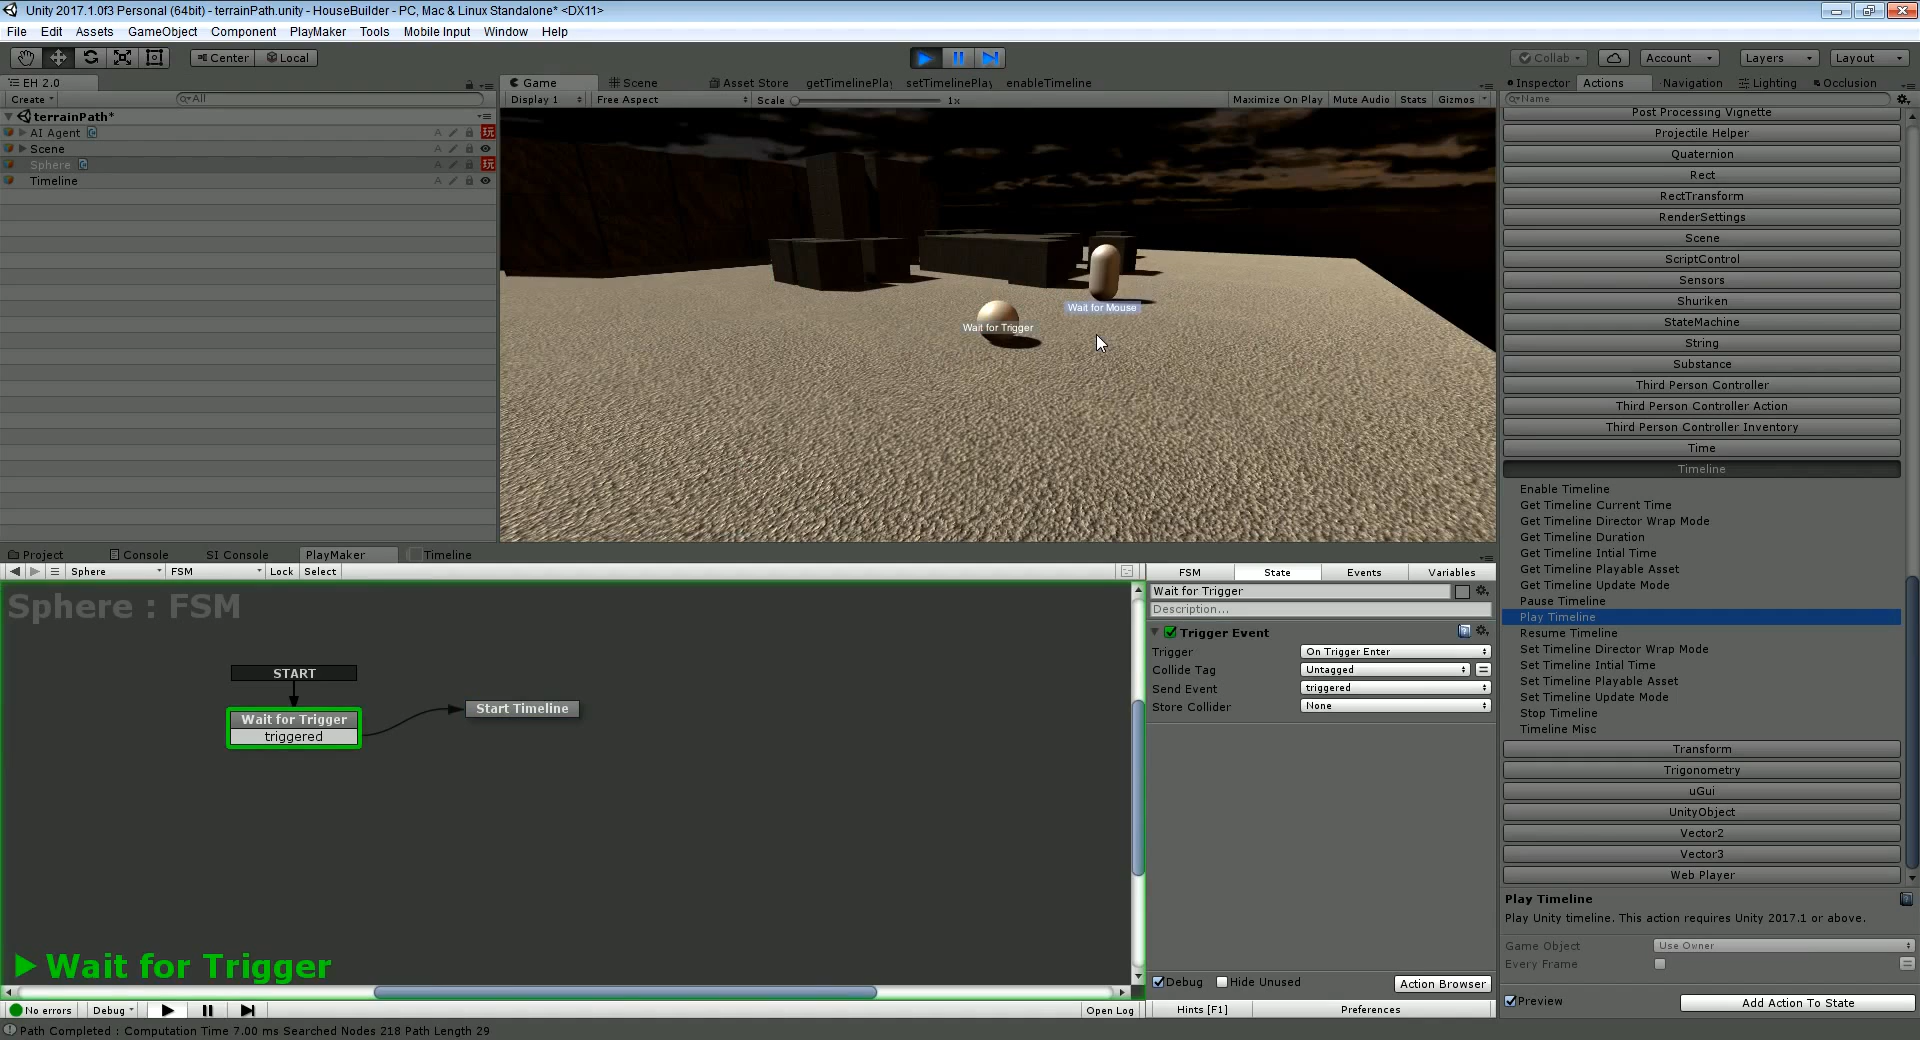 Unity 2017.1.0f3 Personal (64bit) - terrainPath.unity - HouseBuilder - PC, Mac & Linux Standalone* <DX11>
File Edit Assets GameObject Component PlayMaker Tools Mobile Input Window Help
Center Local Collab Account Layers Layout
EH 2.0 Game Scene Asset Store getTimelinePla setTimelinePla enableTimeline Inspector Actions Navigation Lighting Occlusion
Create All Display 1 Free Aspect Scale 1x Maximize On Play Mute Audio Stats Gizmos Name
terrainPath*
AI Agent
Scene
Sphere
Timeline
Wait for Mouse
Wait for Trigger
Post Processing Vignette
Projectile Helper
Quaternion
Rect
RectTransform
RenderSettings
Scene
ScriptControl
Sensors
Shuriken
StateMachine
String
Substance
Third Person Controller
Third Person Controller Action
Third Person Controller Inventory
Time
Timeline
Enable Timeline
Get Timeline Current Time
Get Timeline Director Wrap Mode
Get Timeline Duration
Get Timeline Intial Time
Get Timeline Playable Asset
Get Timeline Update Mode
Pause Timeline
Play Timeline
Resume Timeline
Set Timeline Director Wrap Mode
Set Timeline Intial Time
Set Timeline Playable Asset
Set Timeline Update Mode
Stop Timeline
Timeline Misc
Transform
Trigonometry
uGui
UnityObject
Vector2
Vector3
Web Player
Play Timeline
Play Unity timeline. This action requires Unity 2017.1 or above.
Game Object Use Owner
Every Frame
Preview Add Action To State
Project Console SI Console PlayMaker Timeline
Sphere FSM Lock Select
Sphere : FSM
START
Wait for Trigger
triggered
Start Timeline
Wait for Trigger
FSM State Events Variables
Wait for Trigger
Description...
Trigger Event
Trigger On Trigger Enter
Collide Tag Untagged
Send Event triggered
Store Collider None
Debug Hide Unused Action Browser
No errors Debug Open Log Hints [F1] Preferences
Path Completed : Computation Time 7.00 ms Searched Nodes 218 Path Length 29